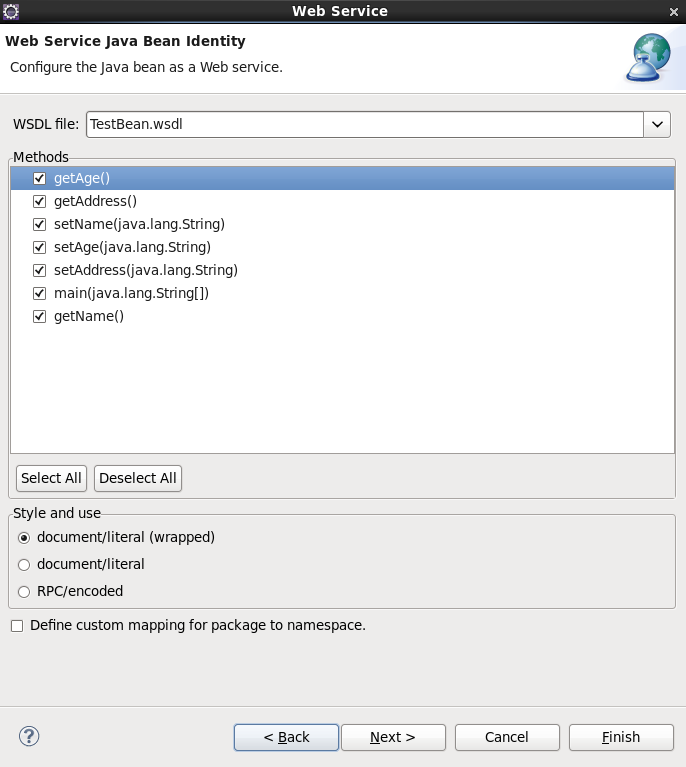 Web Service
Web Service Java Bean Identity
Configure the Java bean as a Web service.
WSDL file: TestBean.wsdl
Methods
getAge()
getAddress()
setName(java.lang.String)
setAge(java.lang.String)
setAddress(java.lang.String)
main(java.lang.String[])
getName()
Select All Deselect All
Style and use
document/literal (wrapped)
document/literal
RPC/encoded
Define custom mapping for package to namespace.
? < Back Next > Cancel Finish